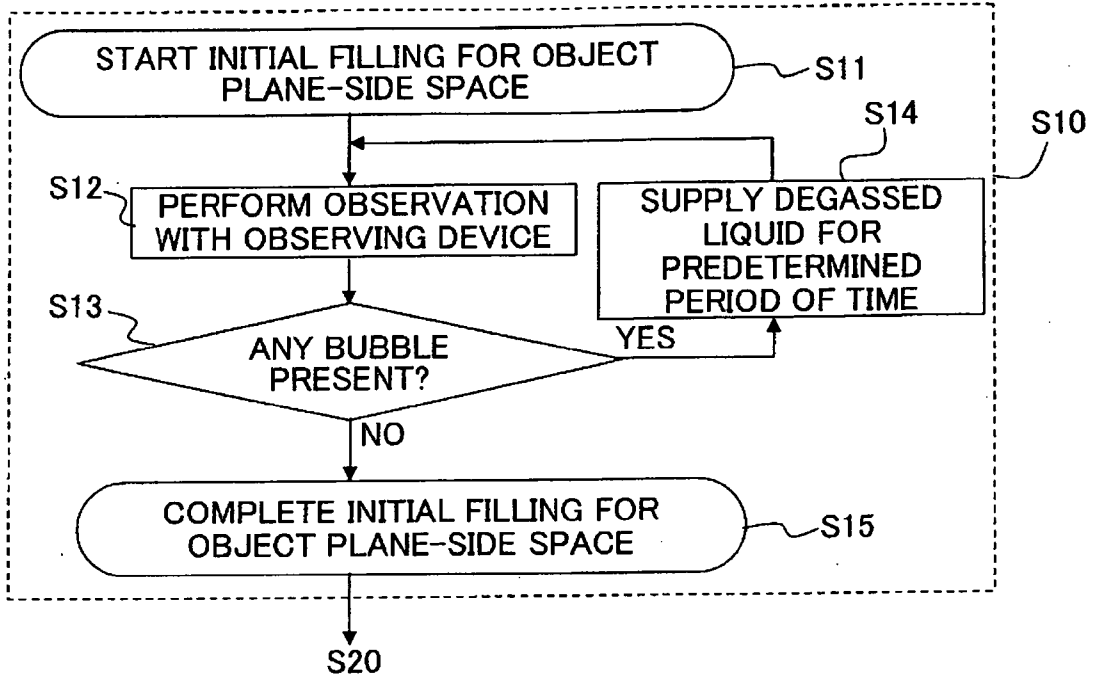 START INITIAL FILLING FOR OBJECT
PLANE-SIDE SPACE
S11
S14
S10
S12
PERFORM OBSERVATION
WITH OBSERVING DEVICE
SUPPLY DEGASSED
LIQUID FOR
PREDETERMINED
PERIOD OF TIME
S13
ANY BUBBLE
PRESENT?
YES
NO
COMPLETE INITIAL FILLING FOR
OBJECT PLANE-SIDE SPACE
S15
S20